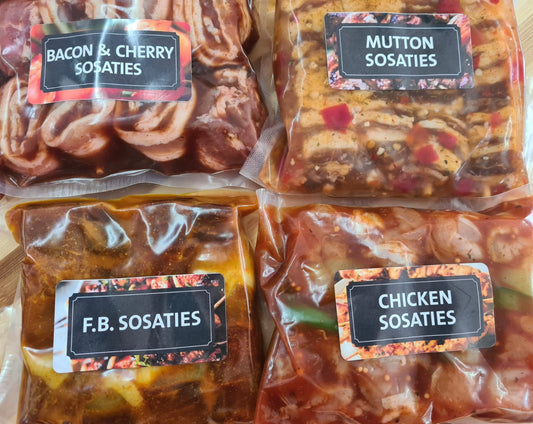 BACON & CHERRY
SOSATIES
MUTTON
SOSATIES
F.B. SOSATIES
CHICKEN
SOSATIES